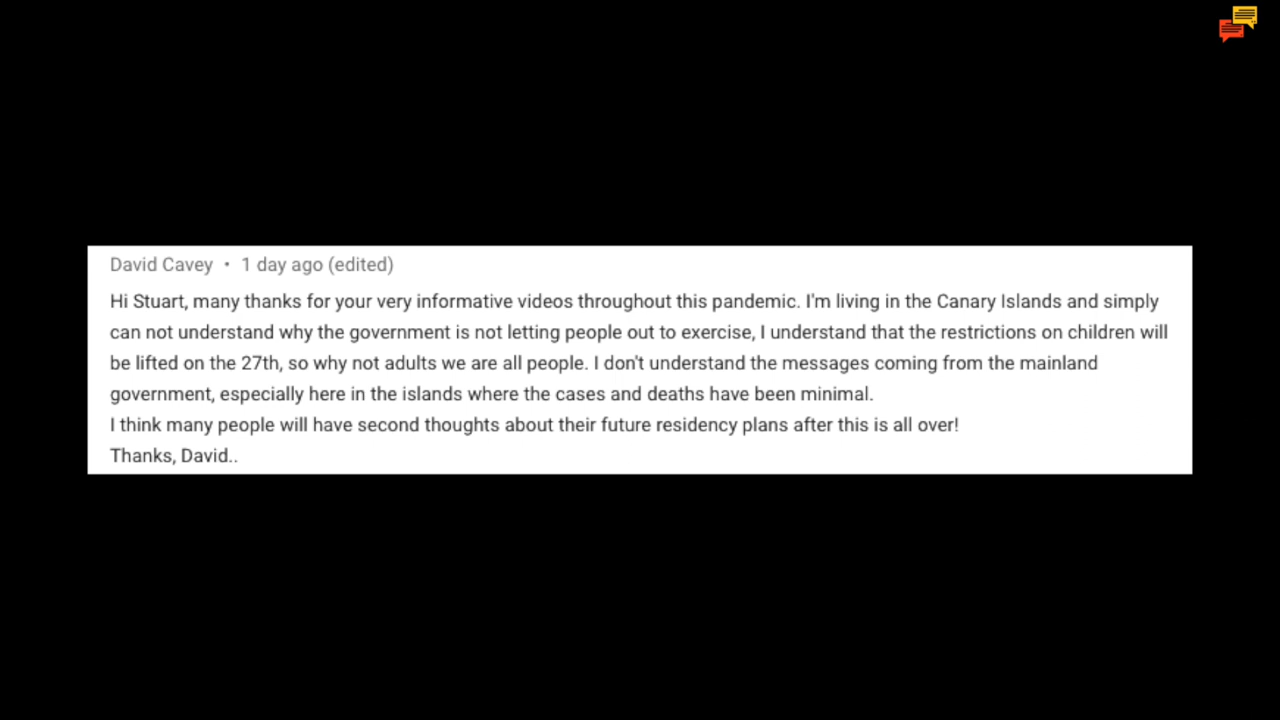 David Cavey • 1 day ago (edited)
Hi Stuart, many thanks for your very informative videos throughout this pandemic. I'm living in the Canary Islands and simply
can not understand why the government is not letting people out to exercise, I understand that the restrictions on children will
be lifted on the 27th, so why not adults we are all people. I don't understand the messages coming from the mainland
government, especially here in the islands where the cases and deaths have been minimal.
I think many people will have second thoughts about their future residency plans after this is all over!
Thanks, David..